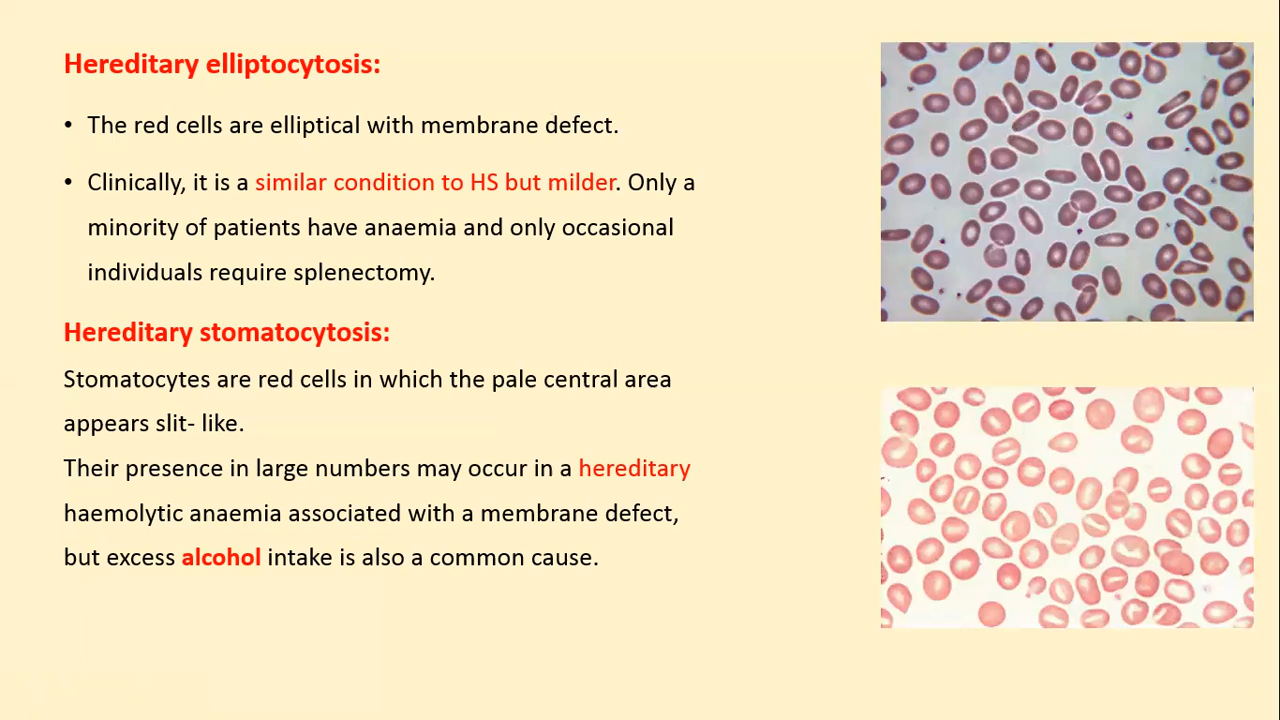 Hereditary elliptocytosis:
• The red cells are elliptical with membrane defect.
• Clinically, it is a similar condition to HS but milder. Only a
minority of patients have anaemia and only occasional
individuals require splenectomy.
Hereditary stomatocytosis:
Stomatocytes are red cells in which the pale central area
appears slit- like.
Their presence in large numbers may occur in a hereditary
haemolytic anaemia associated with a membrane defect,
but excess alcohol intake is also a common cause.